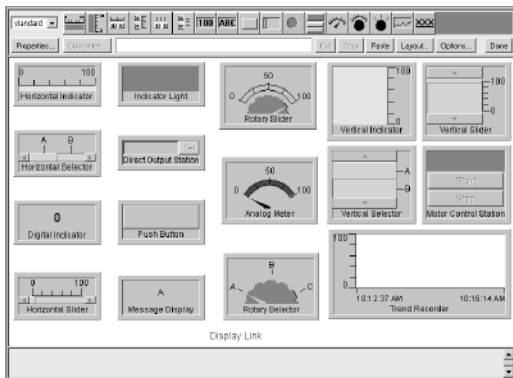 standard
100 ABC XXX
Properties... Customize... Cut Copy Paste Layout... Options... Done
0 100
Horizontal Indicator
Indicator Light
0 50 100
Rotary Slider
100
0
Vertical Indicator
100
0
Vertical Slider
A B
Horizontal Selector
Set
Direct Output Station
0 50 100
Analog Meter
A
B
Vertical Selector
Start
Stop
Motor Control Station
0
Digital Indicator
Push Button
0 100
Horizontal Slider
A
Message Display
A B C
Rotary Selector
100
0
10:12:37 AM 10:16:14 AM
Trend Recorder
Display Link